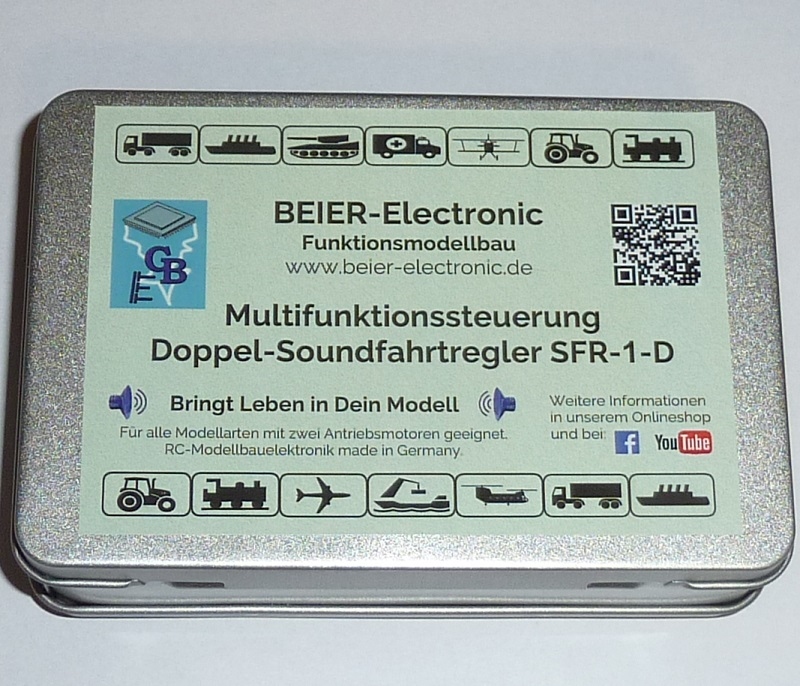 BEIER-Electronic
Funktionsmodellbau
www.beier-electronic.de
CB
E
Multifunktionssteuerung
Doppel-Soundfahrtregler SFR-1-D
Bringt Leben in Dein Modell
Für alle Modellarten mit zwei Antriebsmotoren geeignet.
RC-Modellbauelektronik made in Germany.
Weitere Informationen
in unserem Onlineshop
und bei: f YouTube